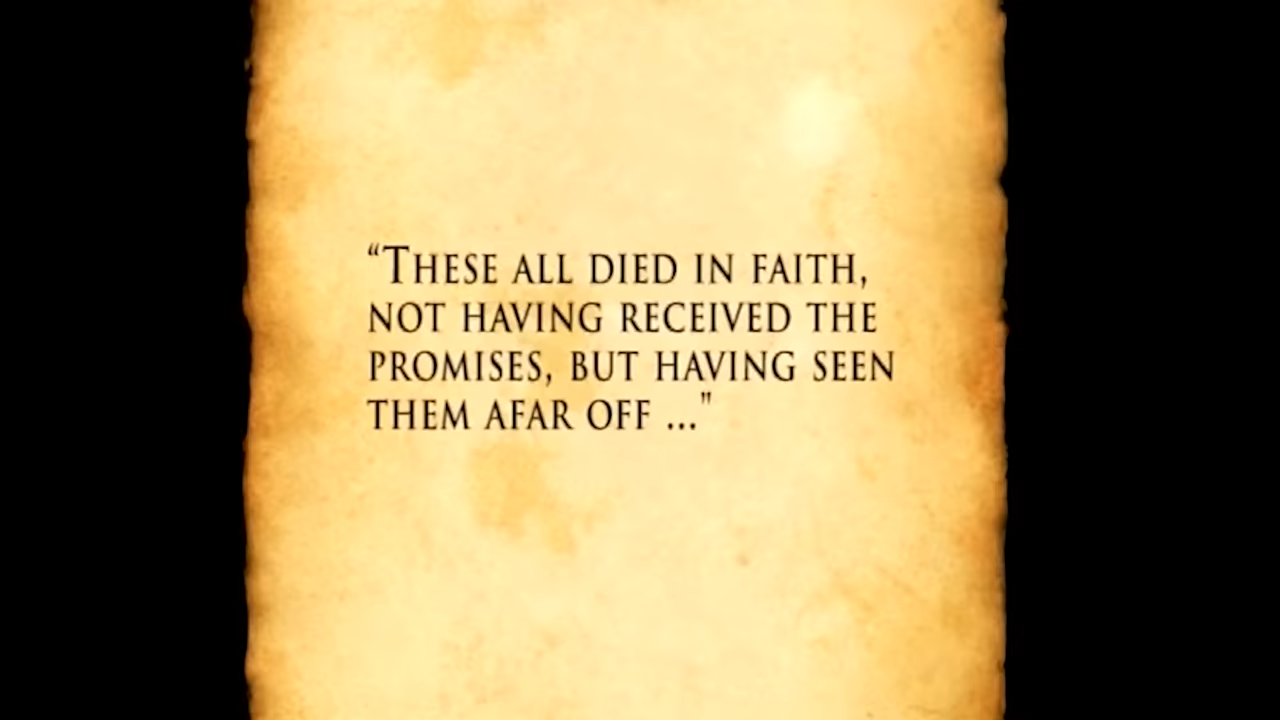 “THESE ALL DIED IN FAITH,
NOT HAVING RECEIVED THE
PROMISES, BUT HAVING SEEN
THEM AFAR OFF ..."